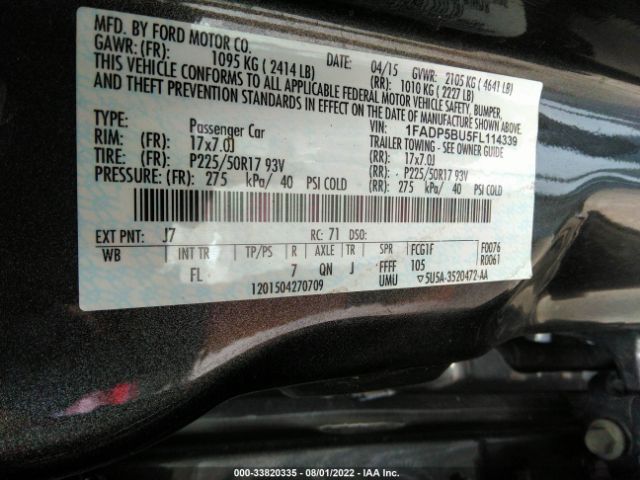 MFD. BY FORD MOTOR CO.
DATE: 04/15 GVWR: 2105 KG ( 4641 LB)
GAWR: (FR): 1095 KG ( 2414 LB) (RR): 1010 KG ( 2227 LB)
THIS VEHICLE CONFORMS TO ALL APPLICABLE FEDERAL MOTOR VEHICLE SAFETY, BUMPER,
AND THEFT PREVENTION STANDARDS IN EFFECT ON THE DATE OF MANUFACTURE SHOWN ABOVE.
VIN: 1FADP5BU5FL114339
TYPE: Passenger Car TRAILER TOWING - SEE OWNER GUIDE
RIM: (FR): 17x7.0J (RR): 17x7.0J
TIRE: (FR): P225/50R17 93V (RR): P225/50R17 93V
PRESSURE: (FR): 275 kPa/ 40 PSI COLD (RR): 275 kPa/ 40 PSI COLD
EXT PNT: J7 RC: 71 DSO:
WB INT TR TP/PS R AXLE TR SPR FCG1F F0076
FL 7 QN J FFFF 105 R0061
1201504270709 UMU ▽5U5A-3520472-AA
000-33820335 - 08/01/2022 - IAA Inc.